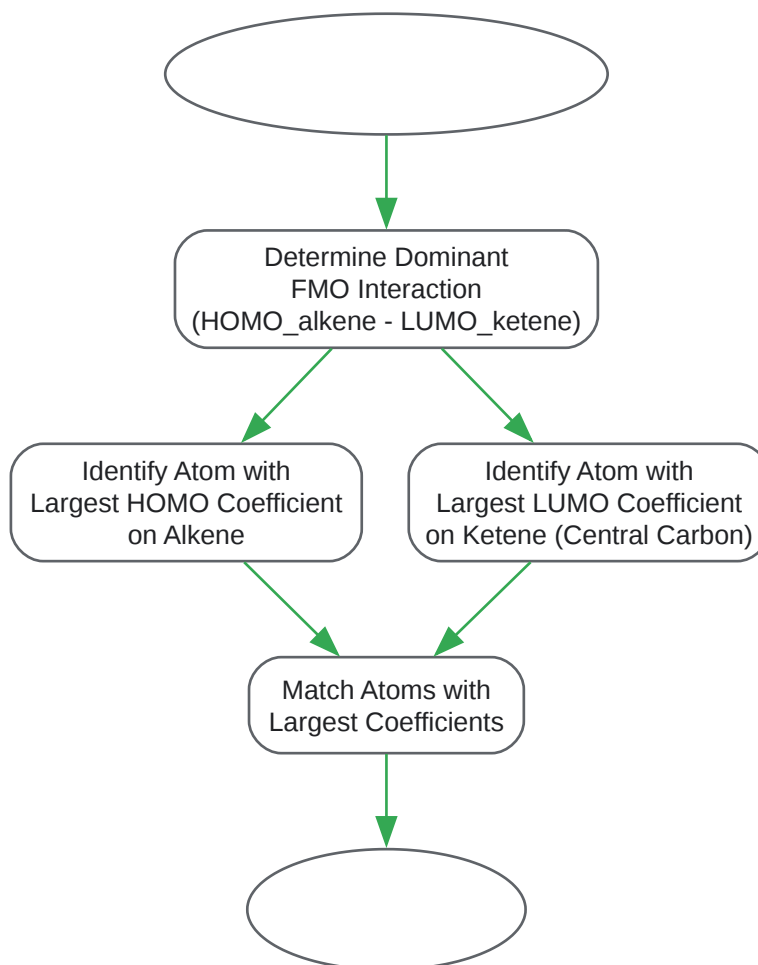 Determine Dominant
FMO Interaction
(HOMO_alkene - LUMO_ketene)
Identify Atom with
Largest HOMO Coefficient
on Alkene
Identify Atom with
Largest LUMO Coefficient
on Ketene (Central Carbon)
Match Atoms with
Largest Coefficients